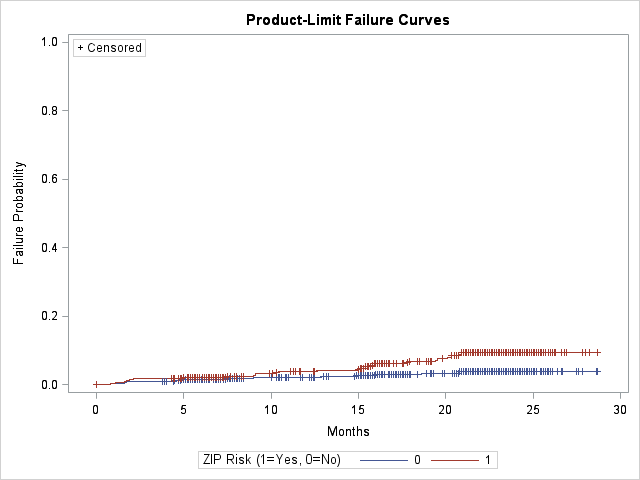 Product-Limit Failure Curves
+ Censored
1.0
0.8
0.6
0.4
0.2
0.0
Failure Probability
0 5 10 15 20 25 30
Months
ZIP Risk (1=Yes, 0=No) 0 1